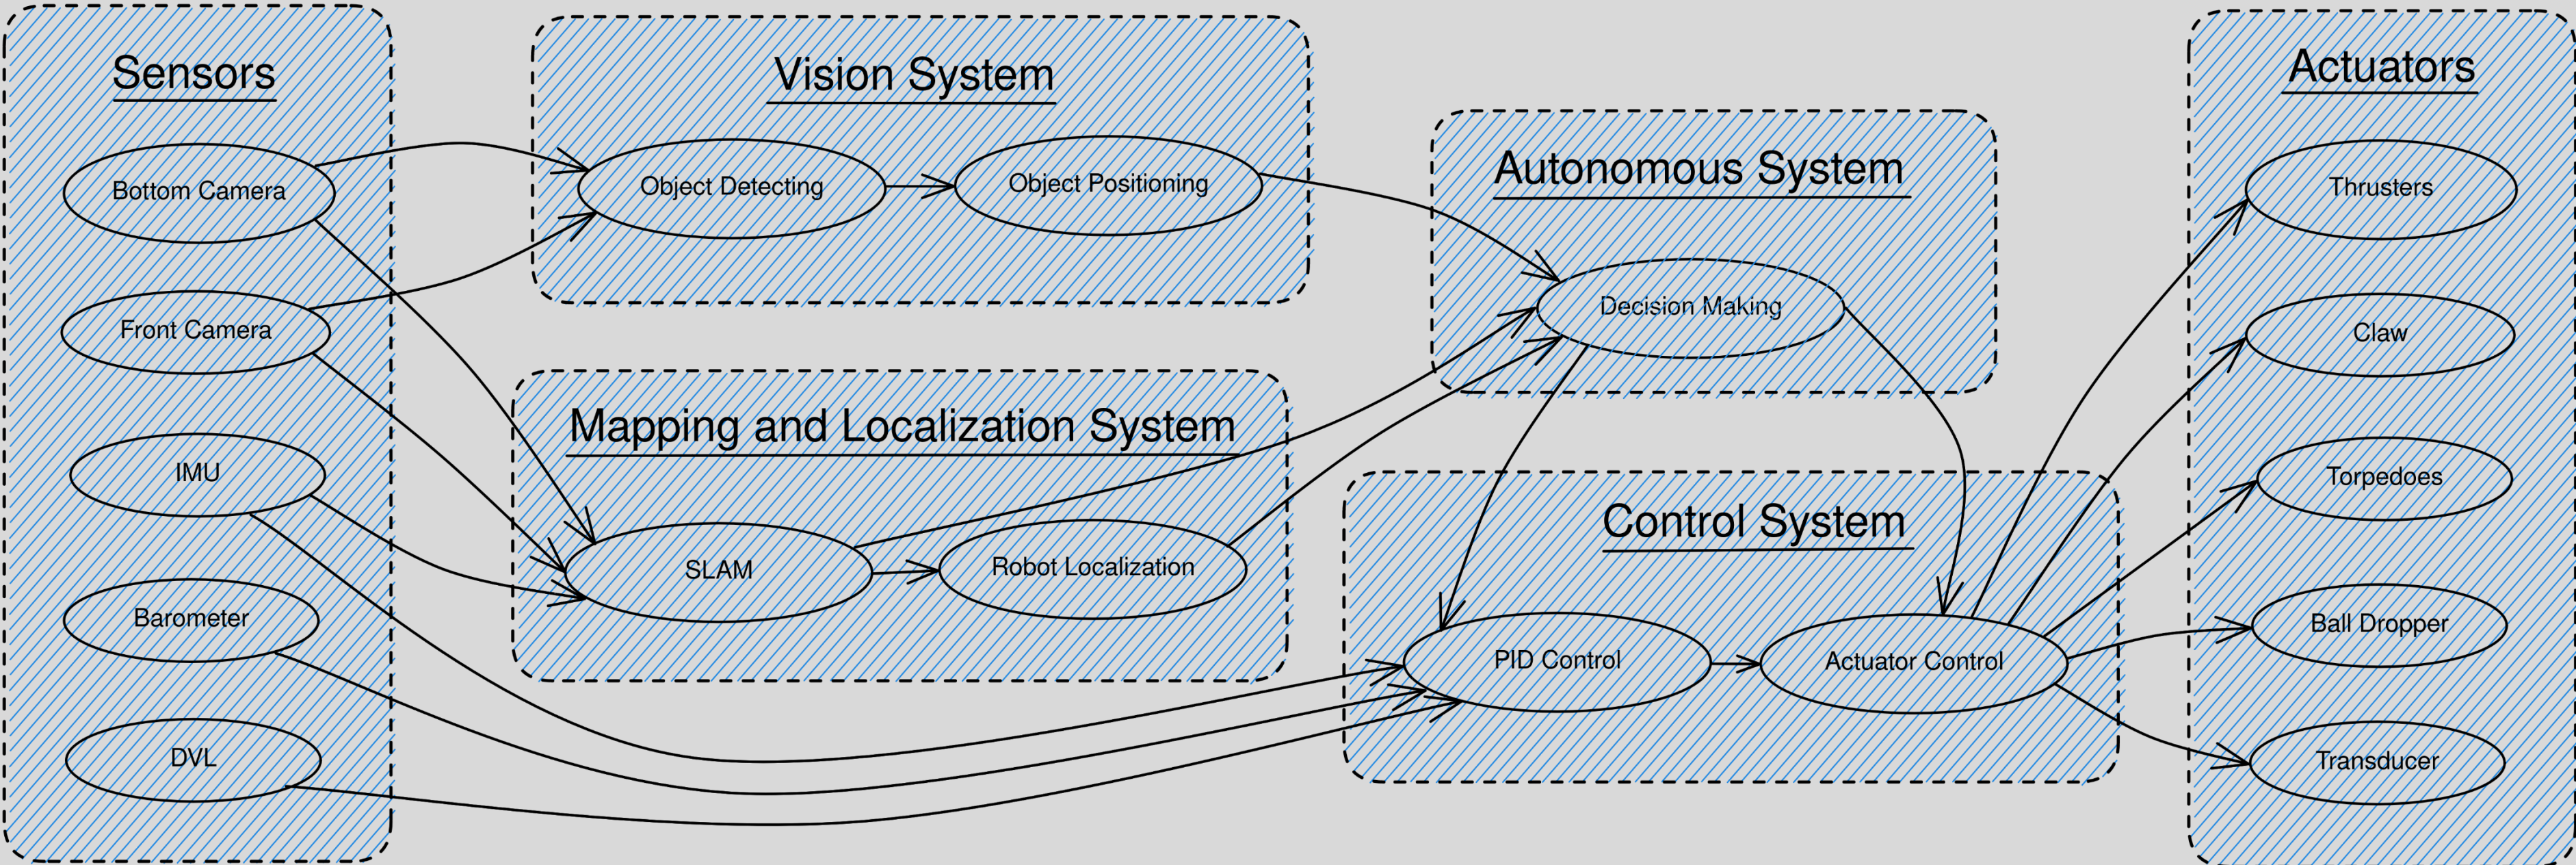 Sensors
Bottom Camera
Front Camera
IMU
Barometer
DVL
Vision System
Object Detecting
Object Positioning
Mapping and Localization System
SLAM
Robot Localization
Autonomous System
Decision Making
Control System
PID Control
Actuator Control
Actuators
Thrusters
Claw
Torpedoes
Ball Dropper
Transducer